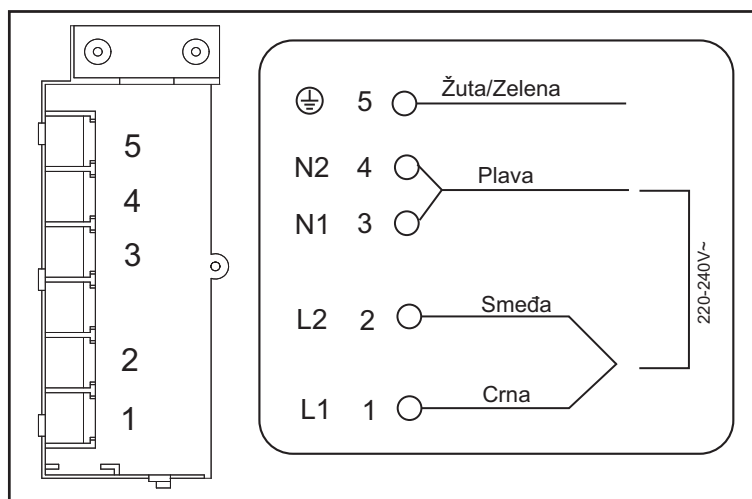 5
4
3
2
1
5 Žuta/Zelena
N2 4
Plava
N1 3
L2 2 Smeđa
L1 1 Crna
220-240V~